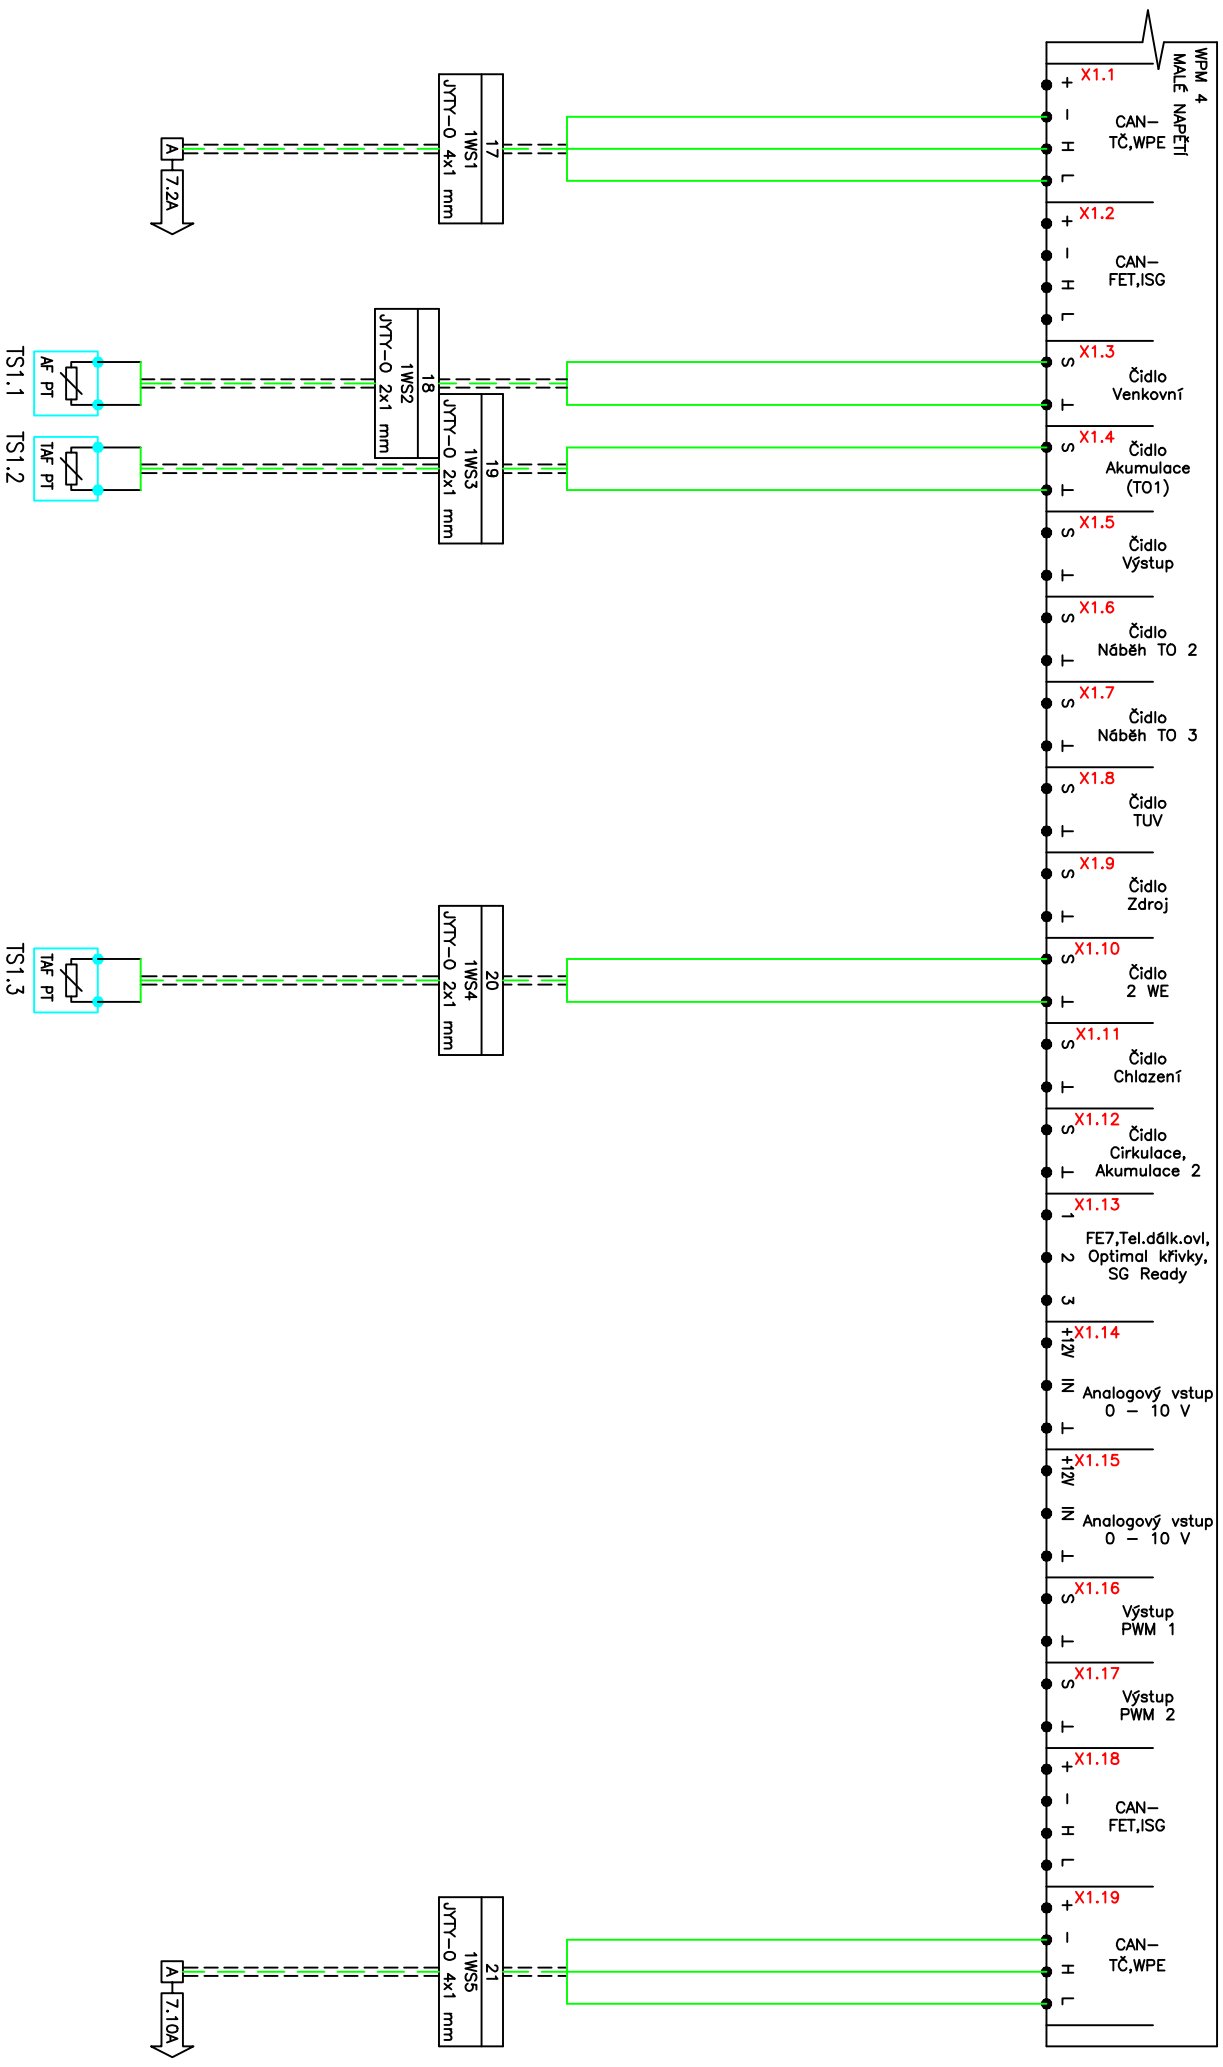 WPM 4
MALÉ NAPĚTÍ
X1.1
+
-
H
L
CAN-
TČ,WPE
X1.2
+
-
H
L
CAN-
FET,ISG
X1.3
S
T
Čidlo
Venkovní
X1.4
S
T
Čidlo
Akumulace
(TO1)
X1.5
S
T
Čidlo
Výstup
X1.6
S
T
Čidlo
Náběh TO 2
X1.7
S
T
Čidlo
Náběh TO 3
X1.8
S
T
Čidlo
TUV
X1.9
S
T
Čidlo
Zdroj
X1.10
S
T
Čidlo
2 WE
X1.11
S
T
Čidlo
Chlazení
X1.12
S
T
Čidlo
Cirkulace,
Akumulace 2
X1.13
1
2
3
FE7,Tel.dálk.ovl,
Optimal křivky,
SG Ready
X1.14
+12V
IN
T
Analogový vstup
0 - 10 V
X1.15
+12V
IN
T
Analogový vstup
0 - 10 V
X1.16
S
T
Výstup
PWM 1
X1.17
S
T
Výstup
PWM 2
X1.18
+
-
H
L
CAN-
FET,ISG
X1.19
+
-
H
L
CAN-
TČ,WPE
17
1WS1
JYTY-O 4x1 mm
A
7.2A
18
1WS2
JYTY-O 2x1 mm
AF PT
TS1.1
19
1WS3
JYTY-O 2x1 mm
TAF PT
TS1.2
20
1WS4
JYTY-O 2x1 mm
TAF PT
TS1.3
21
1WS5
JYTY-O 4x1 mm
A
7.10A